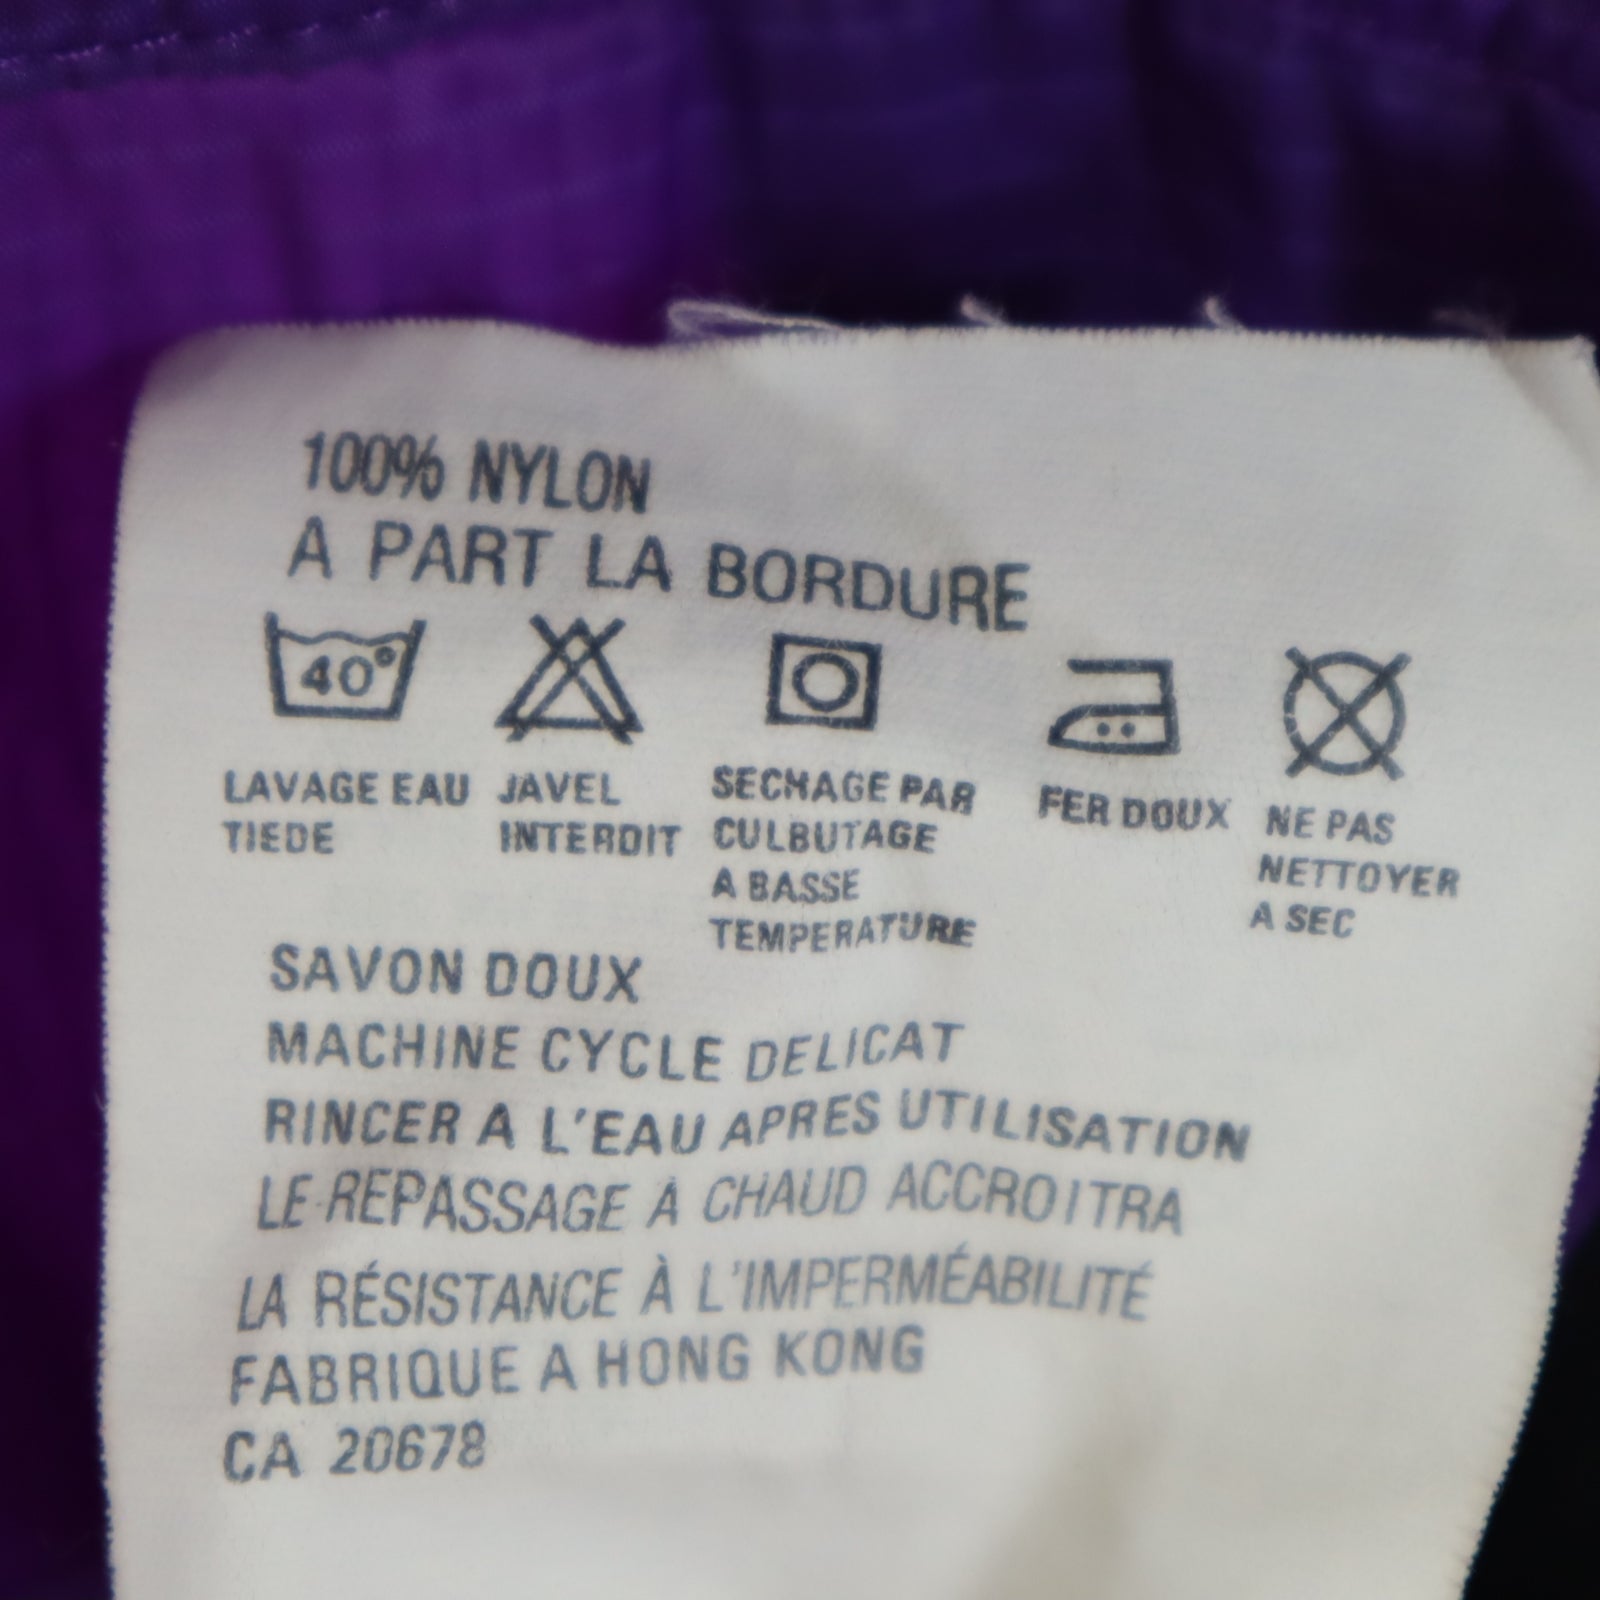 100% NYLON
A PART LA BORDURE
40°
LAVAGE EAU
TIEDE
JAVEL
INTERDIT
SECHAGE PAR
CULBUTAGE
A BASSE
TEMPERATURE
FER DOUX
NE PAS
NETTOYER
A SEC
SAVON DOUX
MACHINE CYCLE DELICAT
RINCER A L'EAU APRES UTILISATION
LE REPASSAGE À CHAUD ACCROITRA
LA RÉSISTANCE À L'IMPERMÉABILITÉ
FABRIQUE A HONG KONG
CA 20678